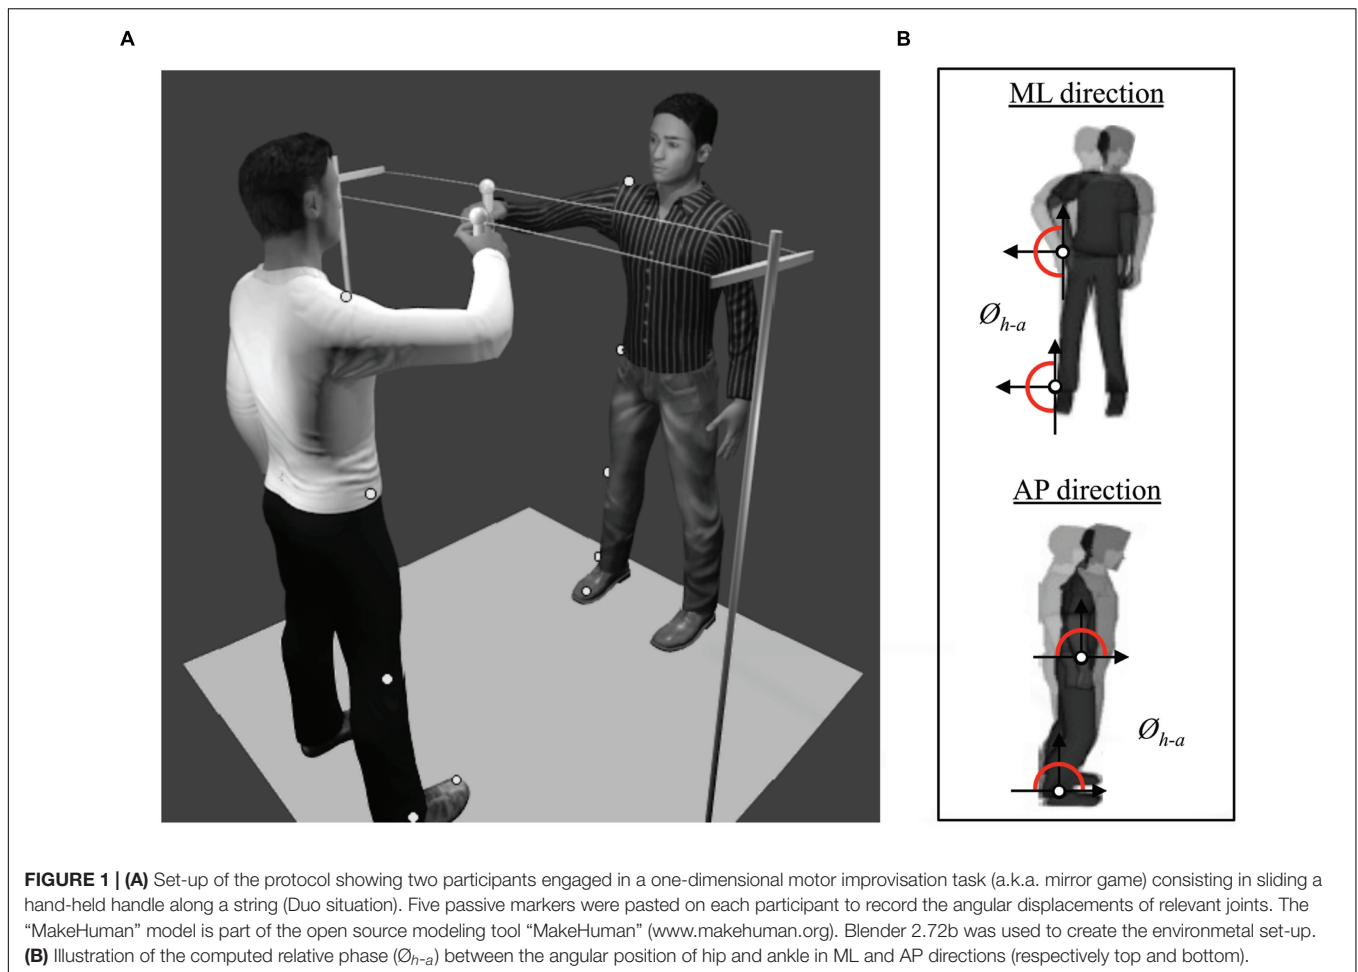 A
B
ML direction
Øh-a
AP direction
Øh-a
FIGURE 1 | (A) Set-up of the protocol showing two participants engaged in a one-dimensional motor improvisation task (a.k.a. mirror game) consisting in sliding a
hand-held handle along a string (Duo situation). Five passive markers were pasted on each participant to record the angular displacements of relevant joints. The
“MakeHuman” model is part of the open source modeling tool “MakeHuman” (www.makehuman.org). Blender 2.72b was used to create the environmetal set-up.
(B) Illustration of the computed relative phase (Øh-a) between the angular position of hip and ankle in ML and AP directions (respectively top and bottom).